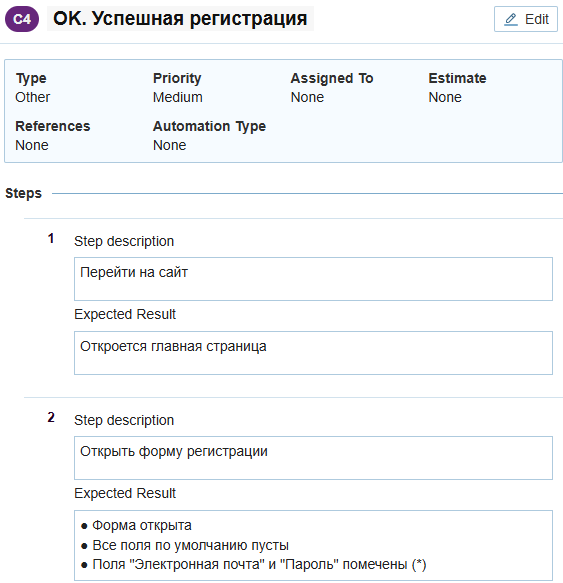 C4 OK. Успешная регистрация Edit
Type Priority Assigned To Estimate
Other Medium None None
References Automation Type
None None
Steps
1 Step description
Перейти на сайт
Expected Result
Откроется главная страница
2 Step description
Открыть форму регистрации
Expected Result
● Форма открыта
● Все поля по умолчанию пусты
● Поля "Электронная почта" и "Пароль" помечены (*)